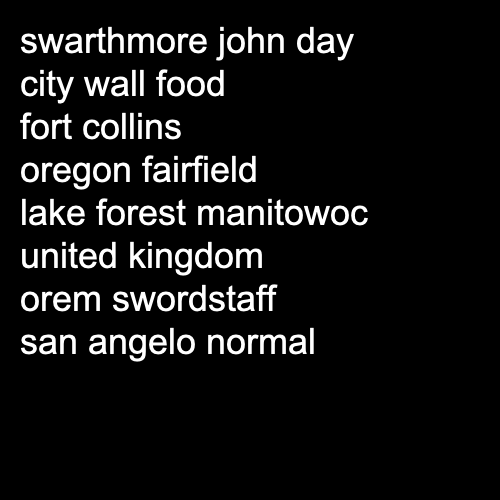 swarthmore john day
city wall food
fort collins
oregon fairfield
lake forest manitowoc
united kingdom
orem swordstaff
san angelo normal